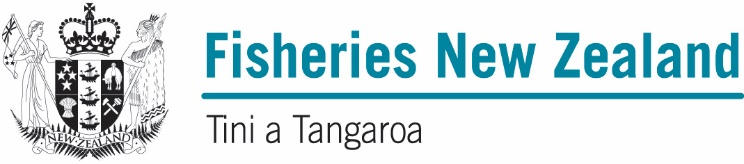 Fisheries New Zealand
Tini a Tangaroa
NEW ZEALAND